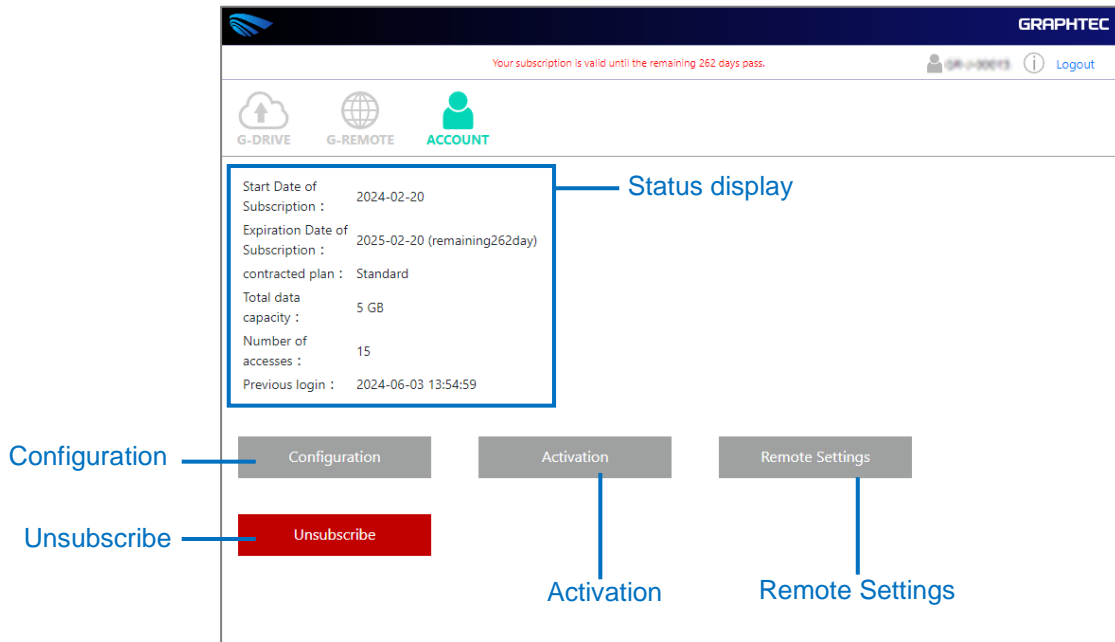 GRAPHTEC
Your subscription is valid until the remaining 262 days pass.
Logout
G-DRIVE G-REMOTE ACCOUNT
Start Date of
Subscription : 2024-02-20
Expiration Date of
Subscription : 2025-02-20 (remaining262day)
contracted plan : Standard
Total data
capacity : 5 GB
Number of
accesses : 15
Previous login : 2024-06-03 13:54:59
Status display
Configuration
Configuration Activation Remote Settings
Unsubscribe
Unsubscribe
Activation
Remote Settings